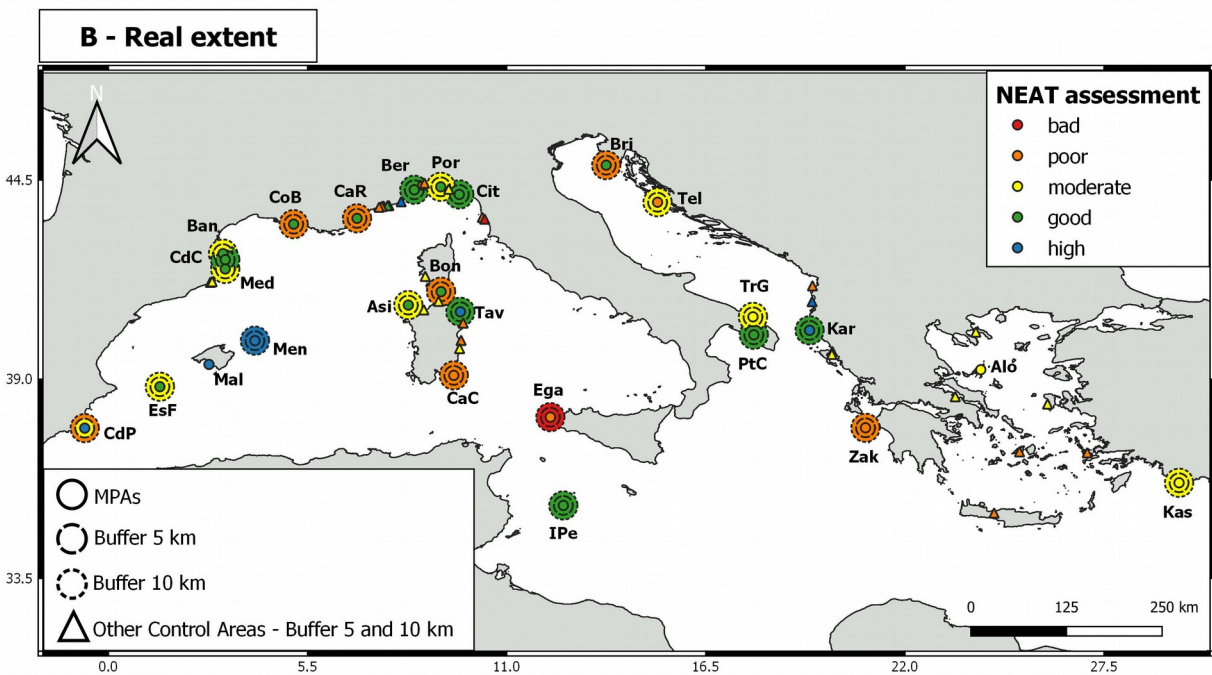 B - Real extent
N
NEAT assessment
bad
poor
moderate
good
high
44.5
39.0
33.5
Bri
Ber
Por
Cit
CoB
CaR
Tel
Ban
CdC
Med
Bon
Asi
Tav
TrG
Kar
PtC
Men
Mal
EsF
CaC
Alo
Ega
CdP
Zak
IPe
Kas
MPAs
Buffer 5 km
Buffer 10 km
Other Control Areas - Buffer 5 and 10 km
0 125 250 km
0.0 5.5 11.0 16.5 22.0 27.5